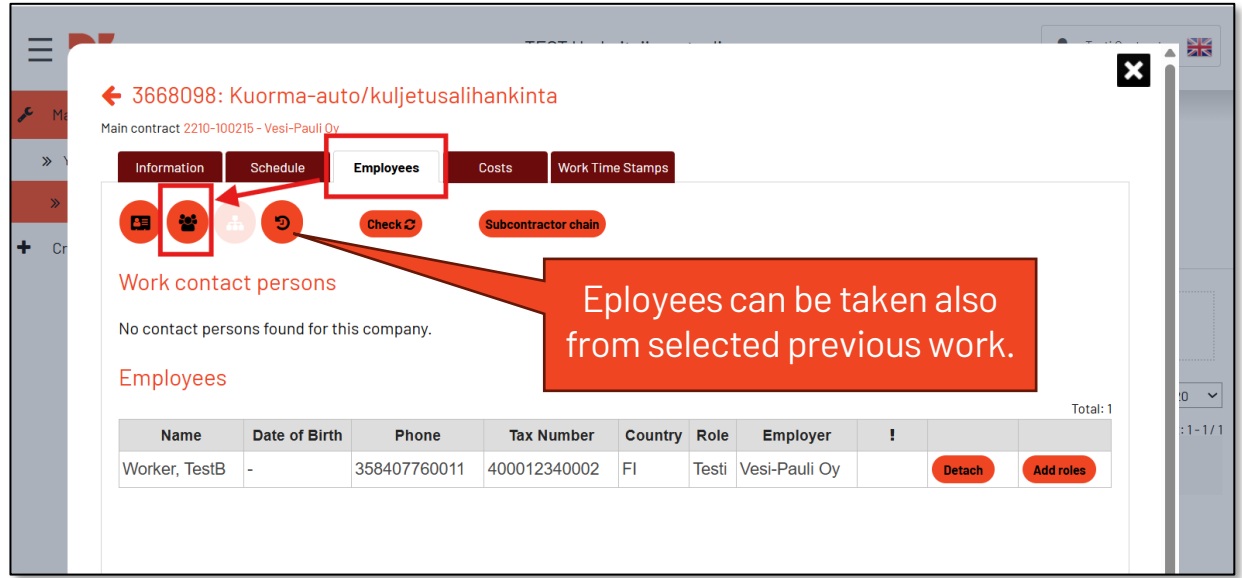 3668098: Kuorma-auto/kuljetusalihankinta
Main contract 2210-100215 - Vesi-Pauli Oy
Information Schedule Employees Costs Work Time Stamps
Check Subcontractor chain
Work contact persons
Eployees can be taken also
from selected previous work.
No contact persons found for this company.
Employees
Total: 1
Name Date of Birth Phone Tax Number Country Role Employer !
Worker, TestB - 358407760011 400012340002 FI Testi Vesi-Pauli Oy Detach Add roles